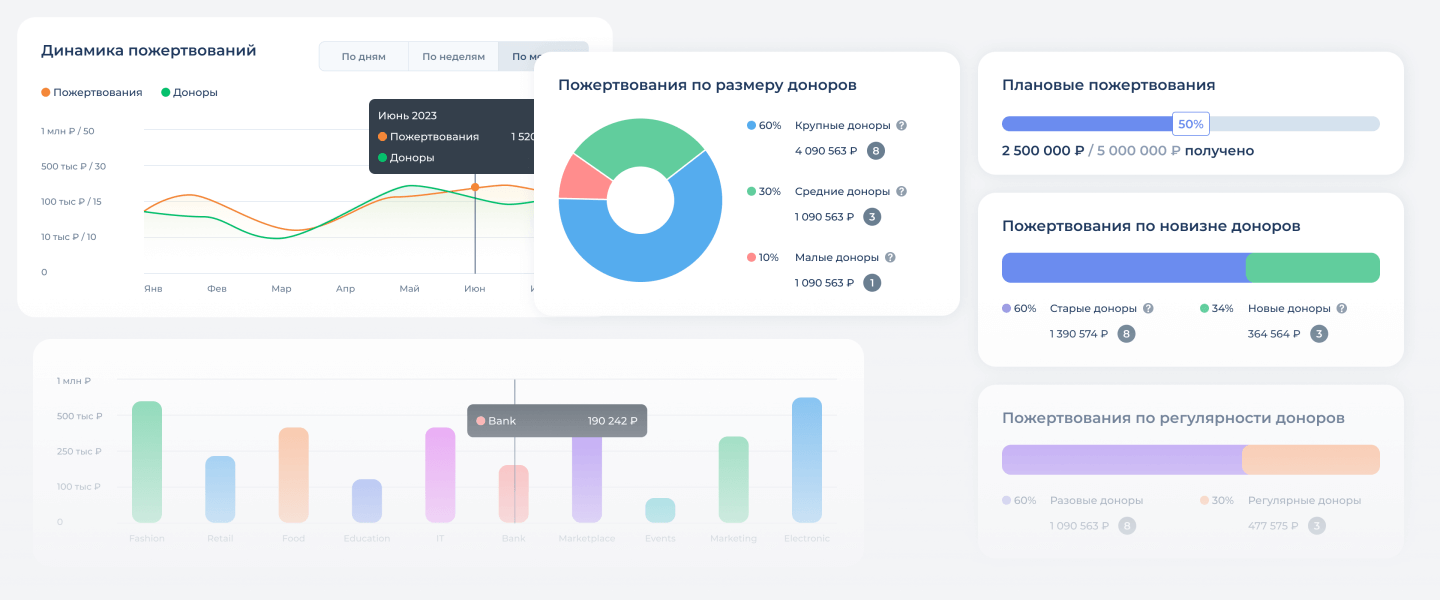 Динамика пожертвований
По дням
По неделям
По ме
Пожертвования
Доноры
1 млн ₽ / 50
500 тыс ₽ / 30
100 тыс ₽ / 15
10 тыс ₽ / 10
0
Июнь 2023
Пожертвования 1 520
Доноры
Янв Фев Мар Апр Май Июн
Пожертвования по размеру доноров
60% Крупные доноры ?
4 090 563 ₽ 8
30% Средние доноры ?
1 090 563 ₽ 3
10% Малые доноры ?
1 090 563 ₽ 1
Плановые пожертвования
50%
2 500 000 ₽ / 5 000 000 ₽ получено
Пожертвования по новизне доноров
60% Старые доноры ?
1 390 574 ₽ 8
34% Новые доноры ?
364 564 ₽ 3
Пожертвования по регулярности доноров
60% Разовые доноры
1 090 563 ₽ 8
30% Регулярные доноры
477 575 ₽ 3
1 млн ₽
500 тыс ₽
250 тыс ₽
100 тыс ₽
0
Bank 190 242 ₽
Fashion Retail Food Education IT Bank Marketplace Events Marketing Electronic